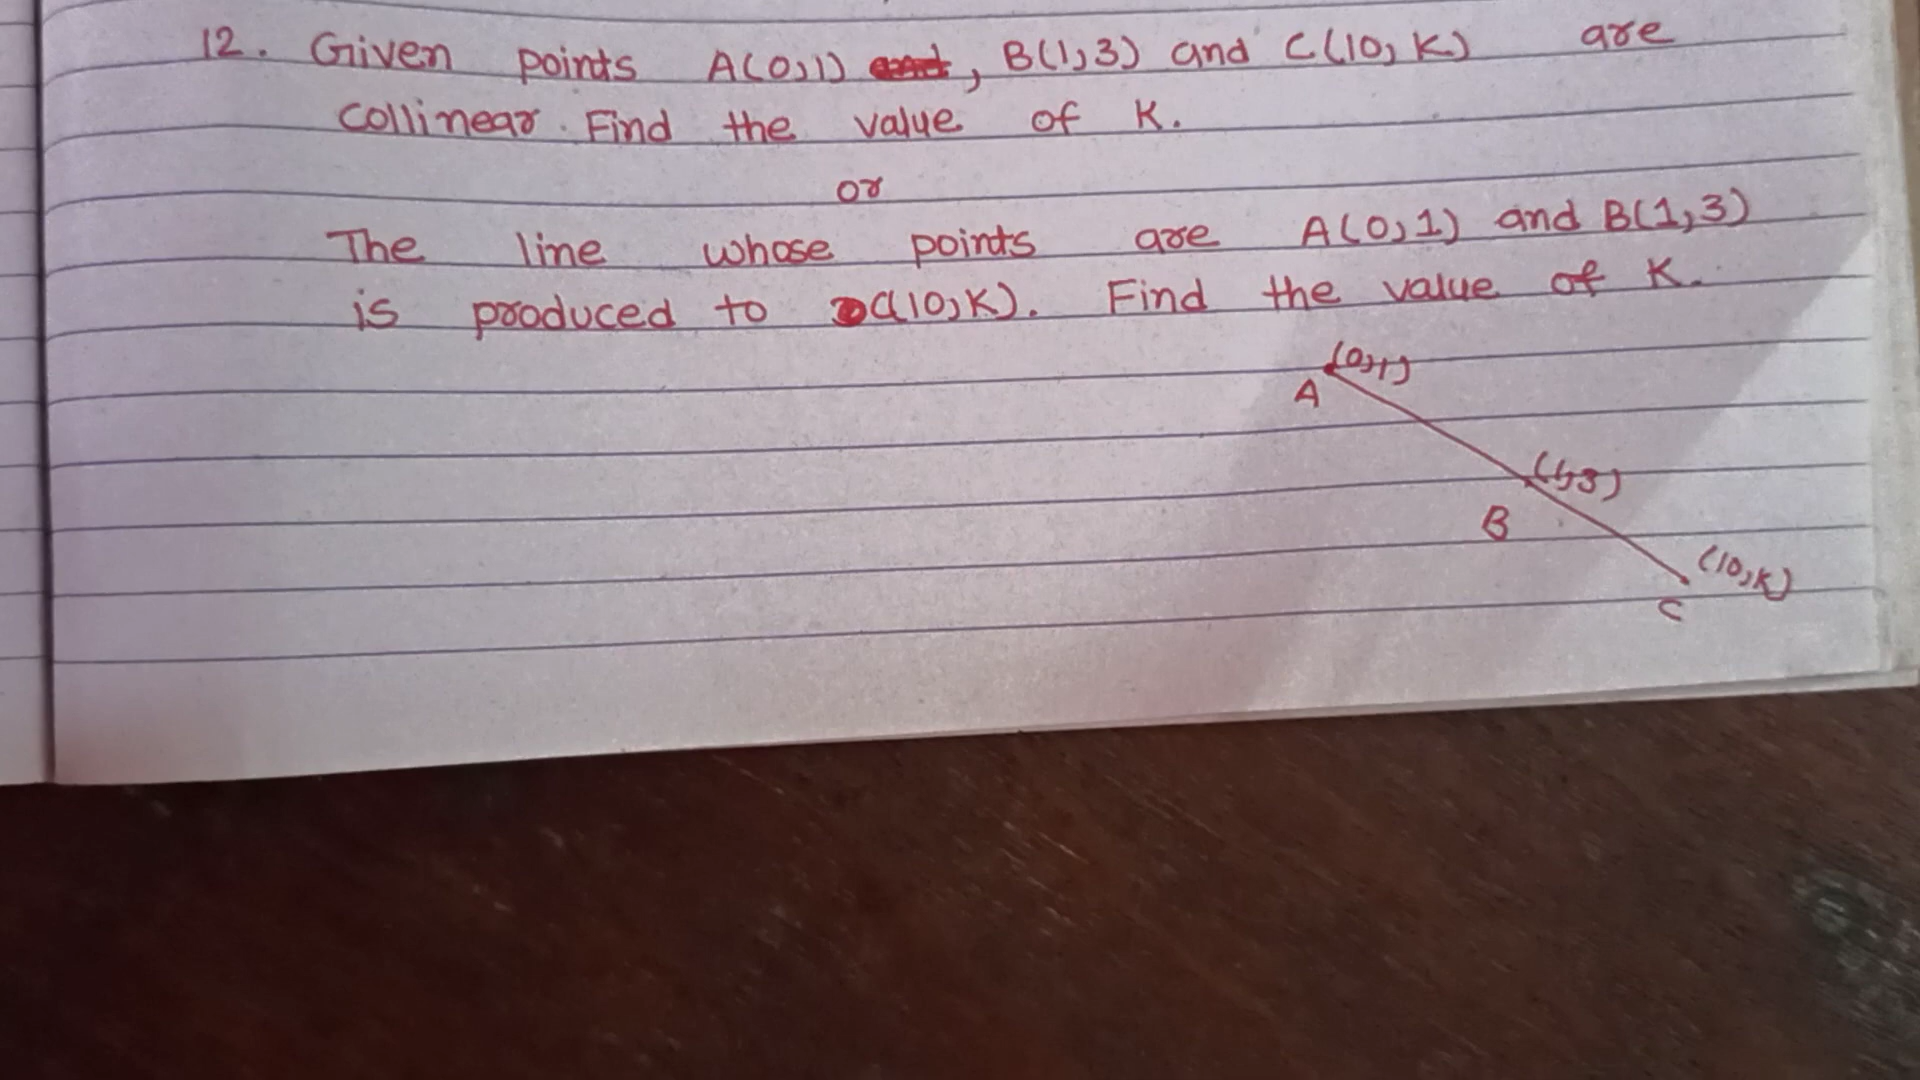 12. Given points A(0,1) , B(1,3) and C(10, K) are
collinear. Find the value of K.
or
The line whose points are A(0,1) and B(1,3)
is produced to C(10,K). Find the value of K.
(0,1)
A
(1,3)
B
(10,K)
C